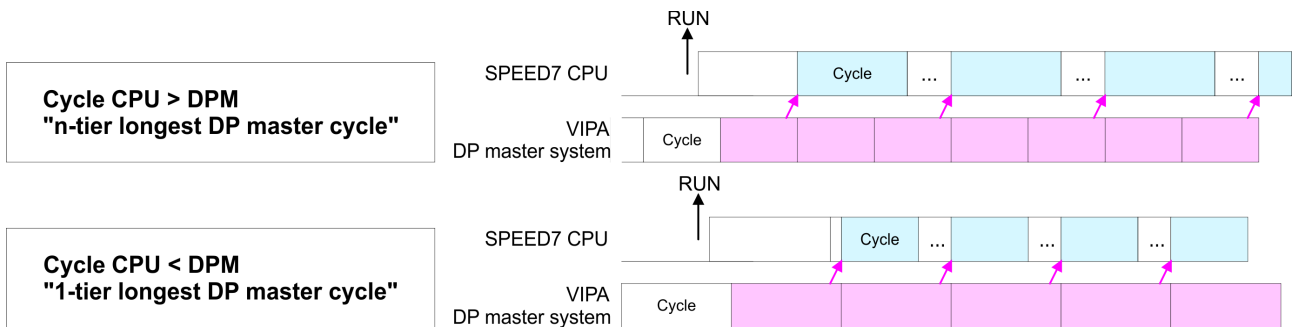 RUN
SPEED7 CPU
Cycle
...
...
...
Cycle CPU > DPM
"n-tier longest DP master cycle"
VIPA
DP master system
Cycle
RUN
SPEED7 CPU
Cycle
...
...
...
Cycle CPU < DPM
"1-tier longest DP master cycle"
VIPA
DP master system
Cycle